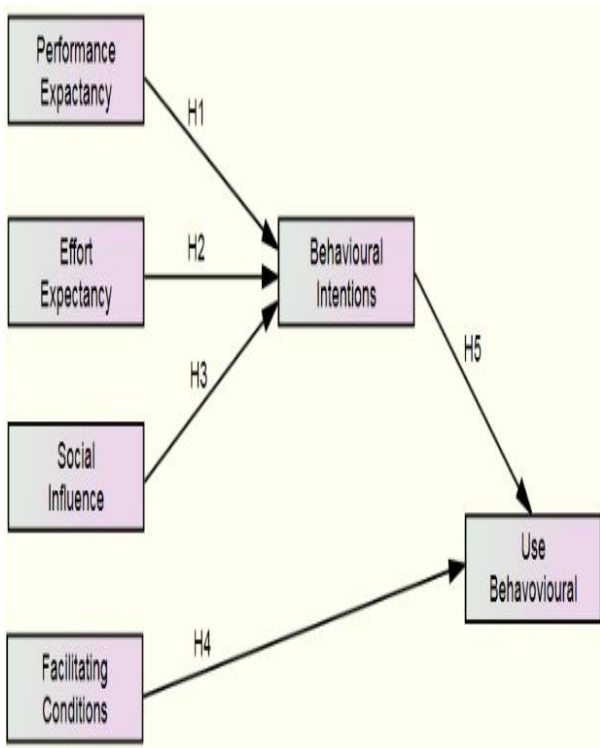 Performance
Expactancy
H1
Effort
Expectancy
H2
Behavioural
Intentions
H3
H5
Social
Influence
Use
Behavovioural
H4
Facilitating
Conditions